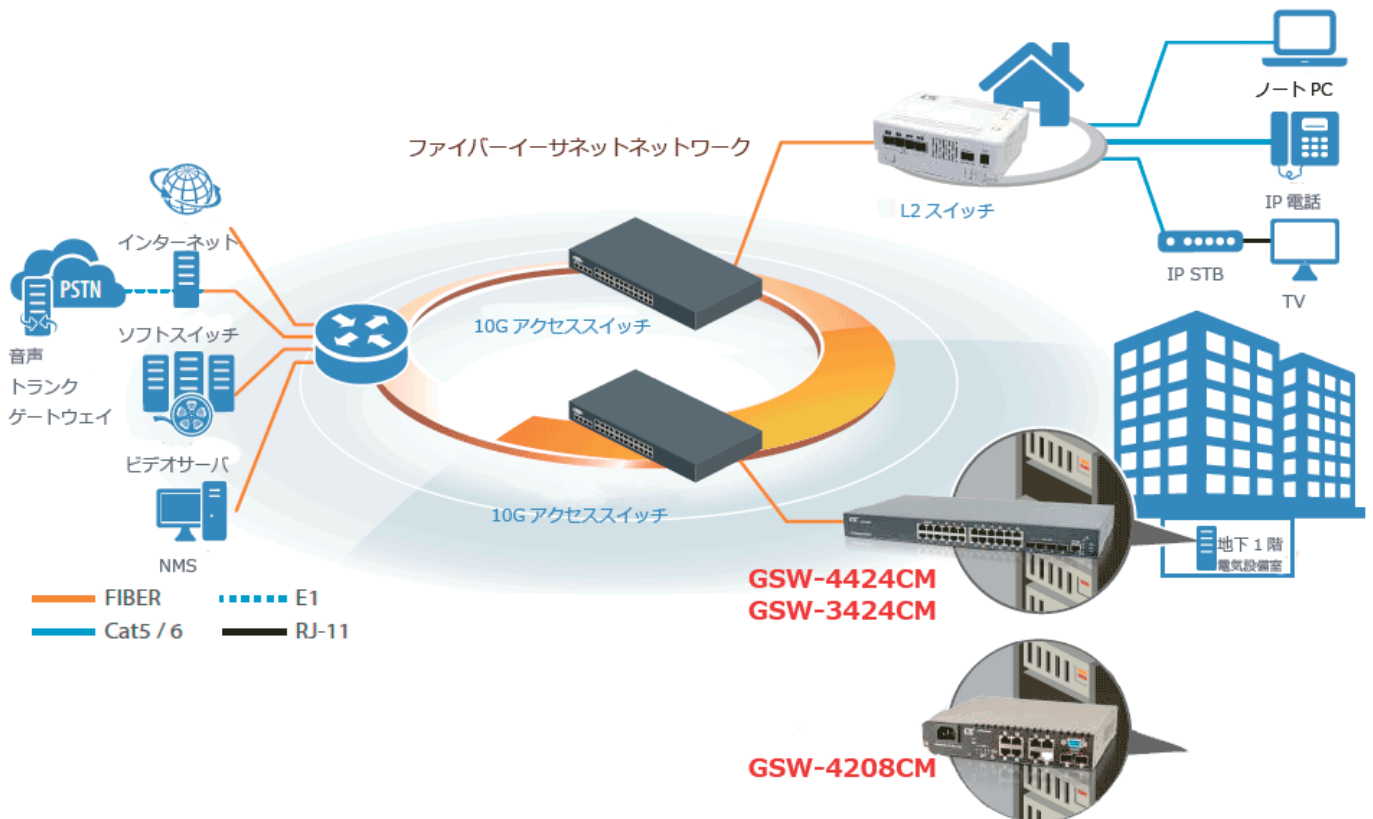 ノート PC
ファイバーイーサネットネットワーク
IP 電話
L2 スイッチ
インターネット
IP STB
TV
PSTN
10G アクセススイッチ
ソフトスイッチ
音声
トランク
ゲートウェイ
ビデオサーバ
10G アクセススイッチ
地下 1 階
電気設備室
NMS
GSW-4424CM
GSW-3424CM
FIBER
E1
Cat5 / 6
RJ-11
GSW-4208CM